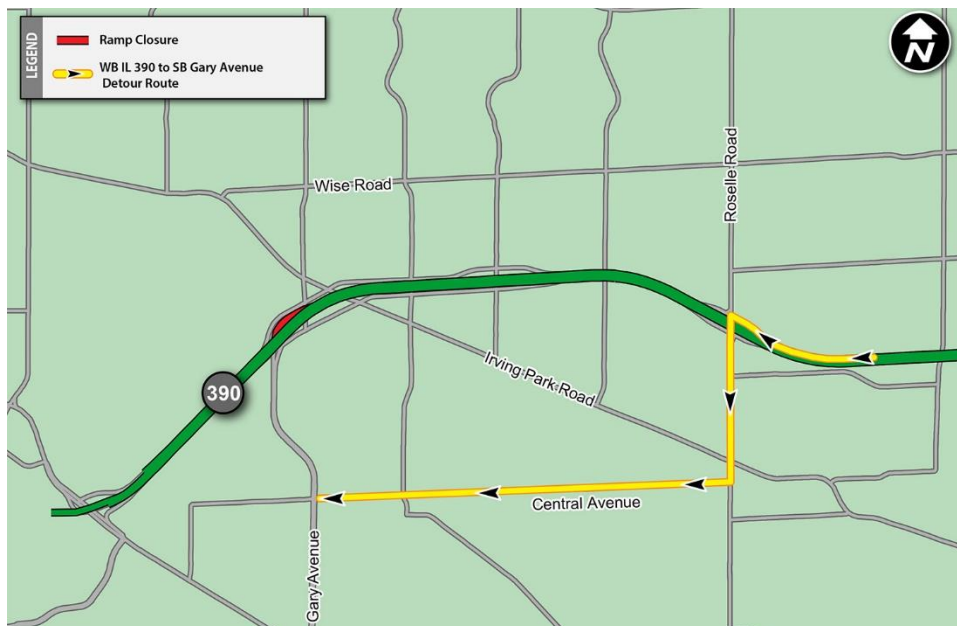 LEGEND
Ramp Closure
WB IL 390 to SB Gary Avenue
Detour Route
N
Wise Road
Roselle Road
Irving Park Road
390
Central Avenue
Gary Avenue